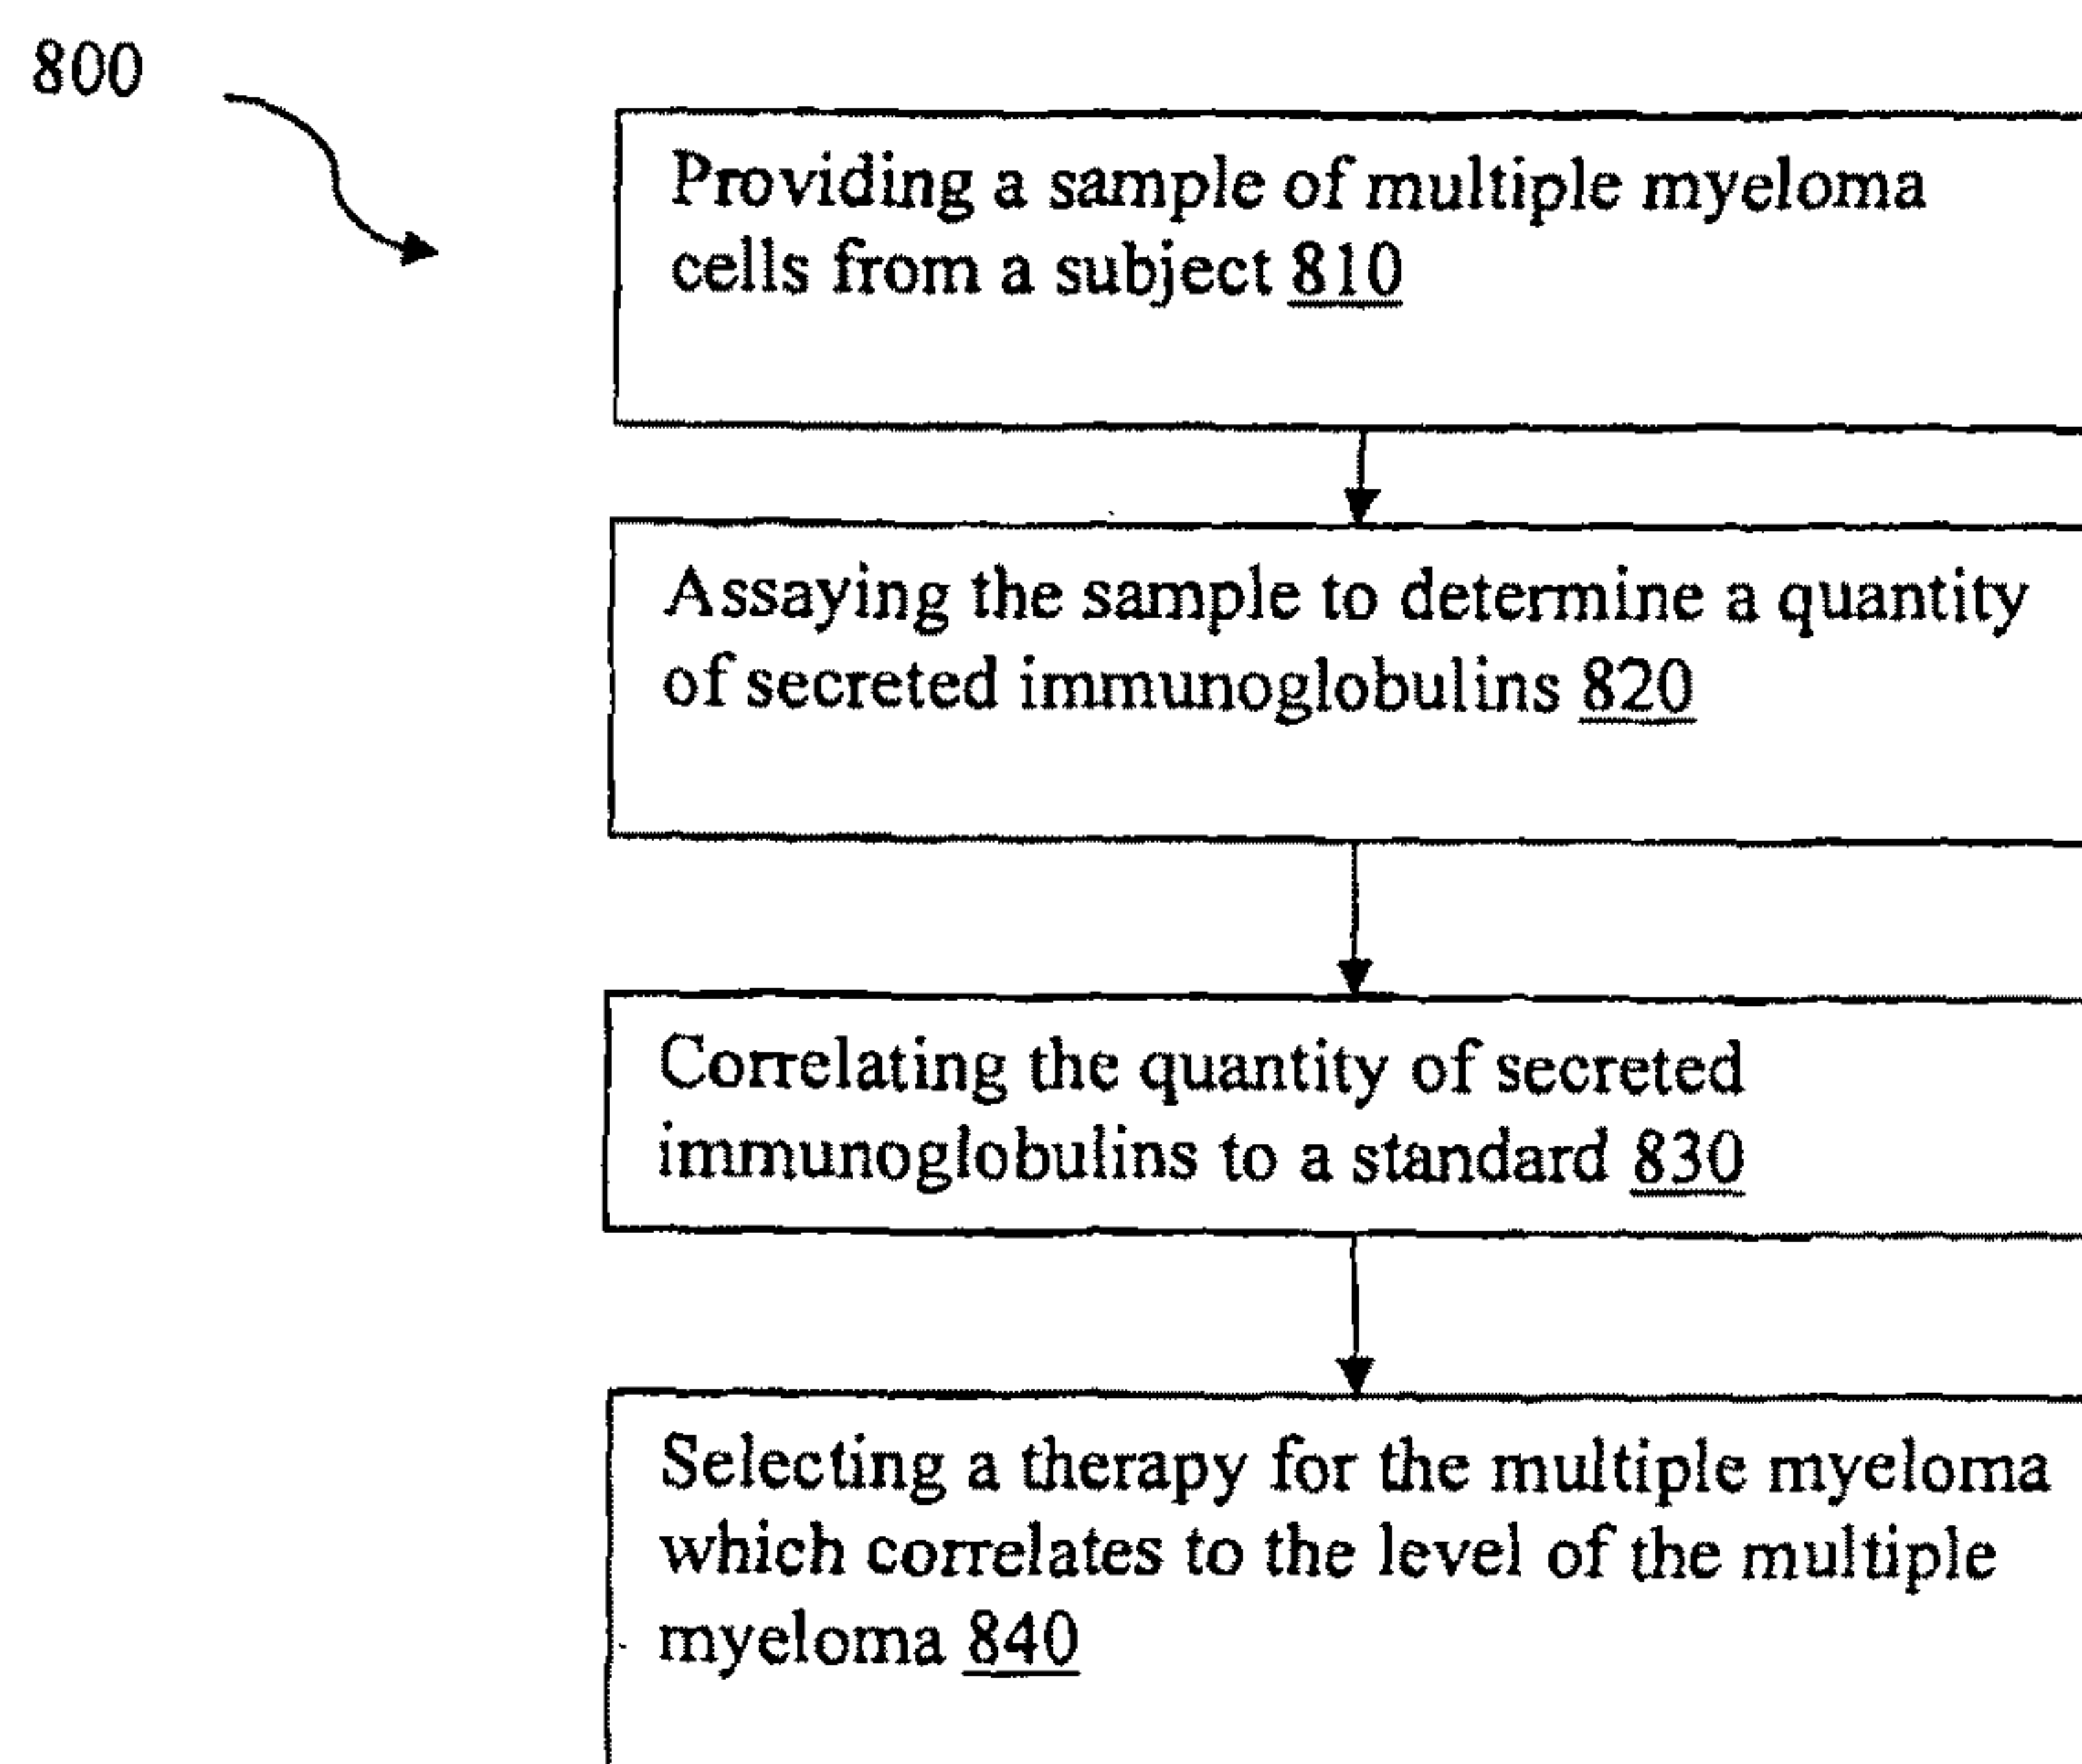 800
Providing a sample of multiple myeloma
cells from a subject 810
Assaying the sample to determine a quantity
of secreted immunoglobulins 820
Correlating the quantity of secreted
immunoglobulins to a standard 830
Selecting a therapy for the multiple myeloma
which correlates to the level of the multiple
myeloma 840